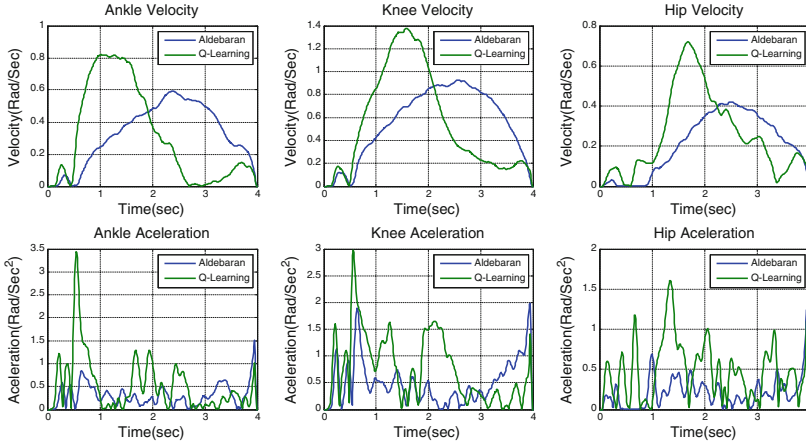 Ankle Velocity
1
0.8
0.6
0.4
0.2
0
0 1 2 3 4
Velocity(Rad/Sec)
Time(sec)
Aldebaran
Q-Learning
Knee Velocity
1.4
1.2
1
0.8
0.6
0.4
0.2
0
0 1 2 3 4
Velocity(Rad/Sec)
Time(sec)
Aldebaran
Q-Learning
Hip Velocity
0.8
0.6
0.4
0.2
0
0 1 2 3
Velocity(Rad/Sec)
Time(sec)
Aldebaran
Q-Learning
Ankle Aceleration
3.5
3
2.5
2
1.5
1
0.5
0
0 1 2 3 4
Aceleration(Rad/Sec²)
Time(sec)
Aldebaran
Q-Learning
Knee Aceleration
3
2.5
2
1.5
1
0.5
0
0 1 2 3 4
Aceleration(Rad/Sec²)
Time(sec)
Aldebaran
Q-Learning
Hip Aceleration
2
1.5
1
0.5
0
0 1 2 3
Aceleration(Rad/Sec²)
Time(sec)
Aldebaran
Q-Learning